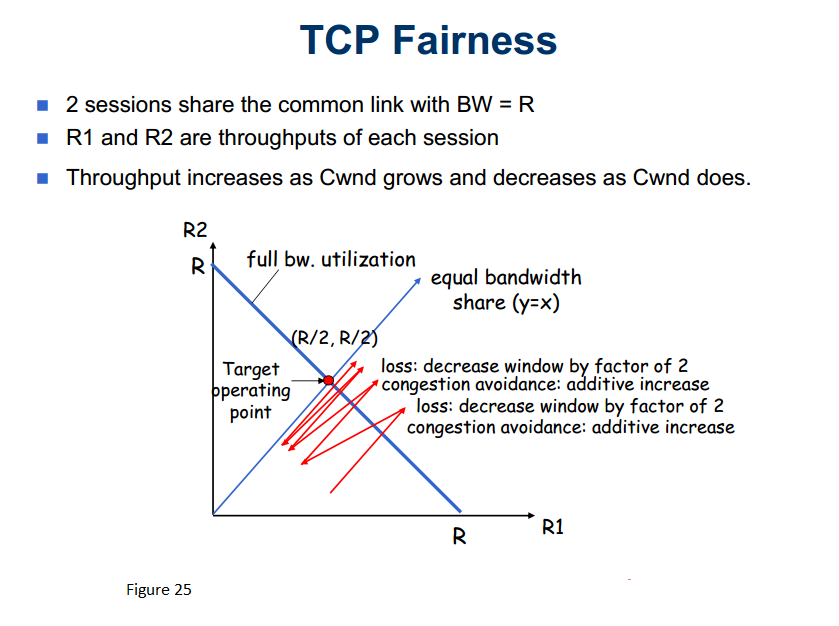 TCP Fairness
2 sessions share the common link with BW = R
R1 and R2 are throughputs of each session
Throughput increases as Cwnd grows and decreases as Cwnd does.
R2
R
full bw. utilization
equal bandwidth
share (y=x)
(R/2, R/2)
Target
operating
point
loss: decrease window by factor of 2
congestion avoidance: additive increase
loss: decrease window by factor of 2
congestion avoidance: additive increase
R
R1
Figure 25